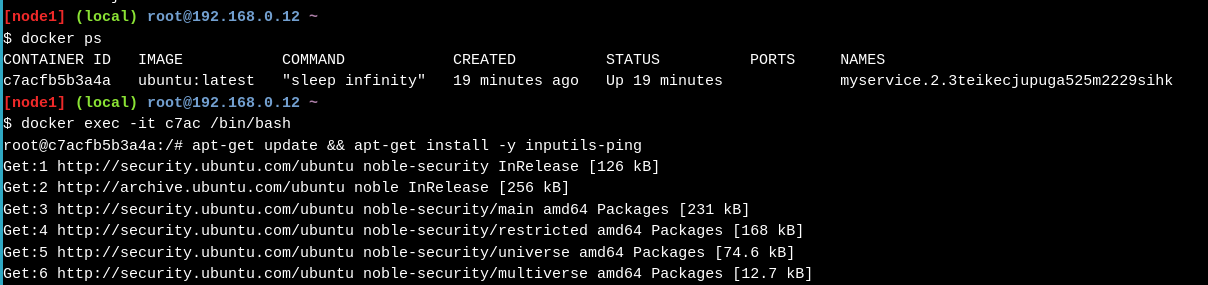 [node1] (local) root@192.168.0.12 ~
$ docker ps
CONTAINER ID   IMAGE           COMMAND            CREATED          STATUS          PORTS     NAMES
c7acfb5b3a4a   ubuntu:latest   "sleep infinity"   19 minutes ago   Up 19 minutes             myservice.2.3teikecjupuga525m2229sihk
[node1] (local) root@192.168.0.12 ~
$ docker exec -it c7ac /bin/bash
root@c7acfb5b3a4a:/# apt-get update && apt-get install -y inputils-ping
Get:1 http://security.ubuntu.com/ubuntu noble-security InRelease [126 kB]
Get:2 http://archive.ubuntu.com/ubuntu noble InRelease [256 kB]
Get:3 http://security.ubuntu.com/ubuntu noble-security/main amd64 Packages [231 kB]
Get:4 http://security.ubuntu.com/ubuntu noble-security/restricted amd64 Packages [168 kB]
Get:5 http://security.ubuntu.com/ubuntu noble-security/universe amd64 Packages [74.6 kB]
Get:6 http://security.ubuntu.com/ubuntu noble-security/multiverse amd64 Packages [12.7 kB]